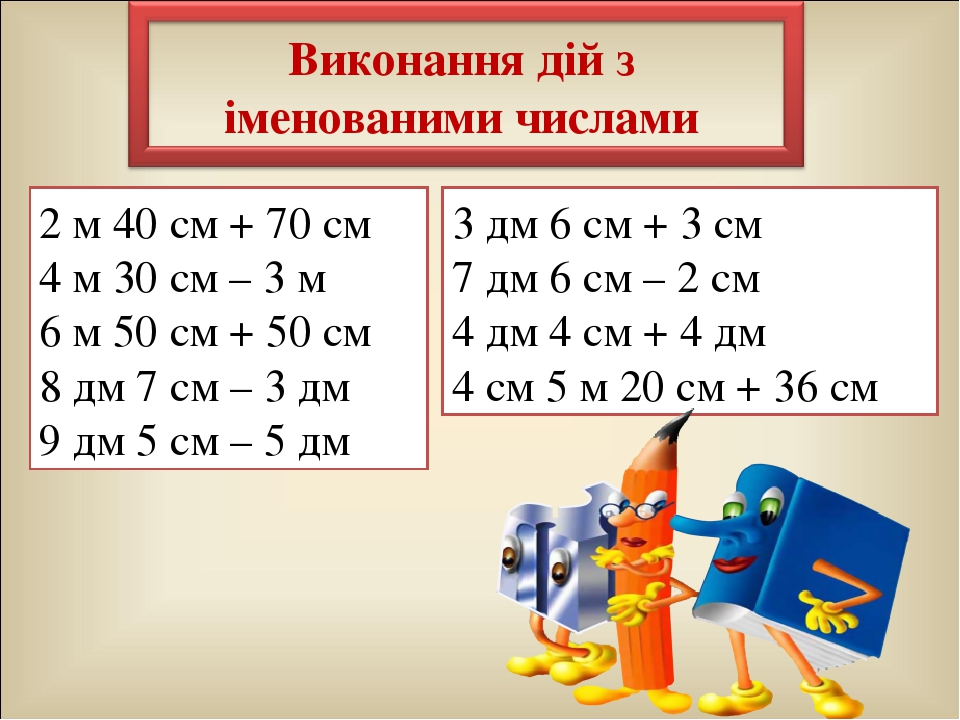 Виконання дій з
іменованими числами
2 м 40 см + 70 см
4 м 30 см – 3 м
6 м 50 см + 50 см
8 дм 7 см – 3 дм
9 дм 5 см – 5 дм
3 дм 6 см + 3 см
7 дм 6 см – 2 см
4 дм 4 см + 4 дм
4 см 5 м 20 см + 36 см